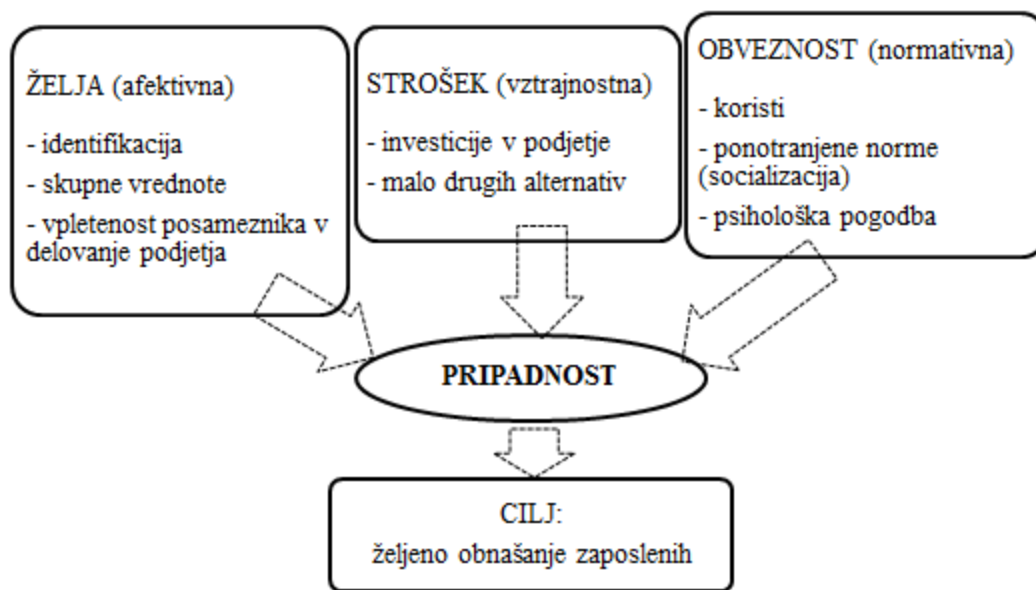 ŽELJA (afektivna)
- identifikacija
- skupne vrednote
- vpletenost posameznika v
delovanje podjetja
STROŠEK (vztrajnostna)
- investicije v podjetje
- malo drugih alternativ
OBVEZNOST (normativna)
- koristi
- ponotranjene norme
(socializacija)
- psihološka pogodba
PRIPADNOST
CILJ:
željeno obnašanje zaposlenih